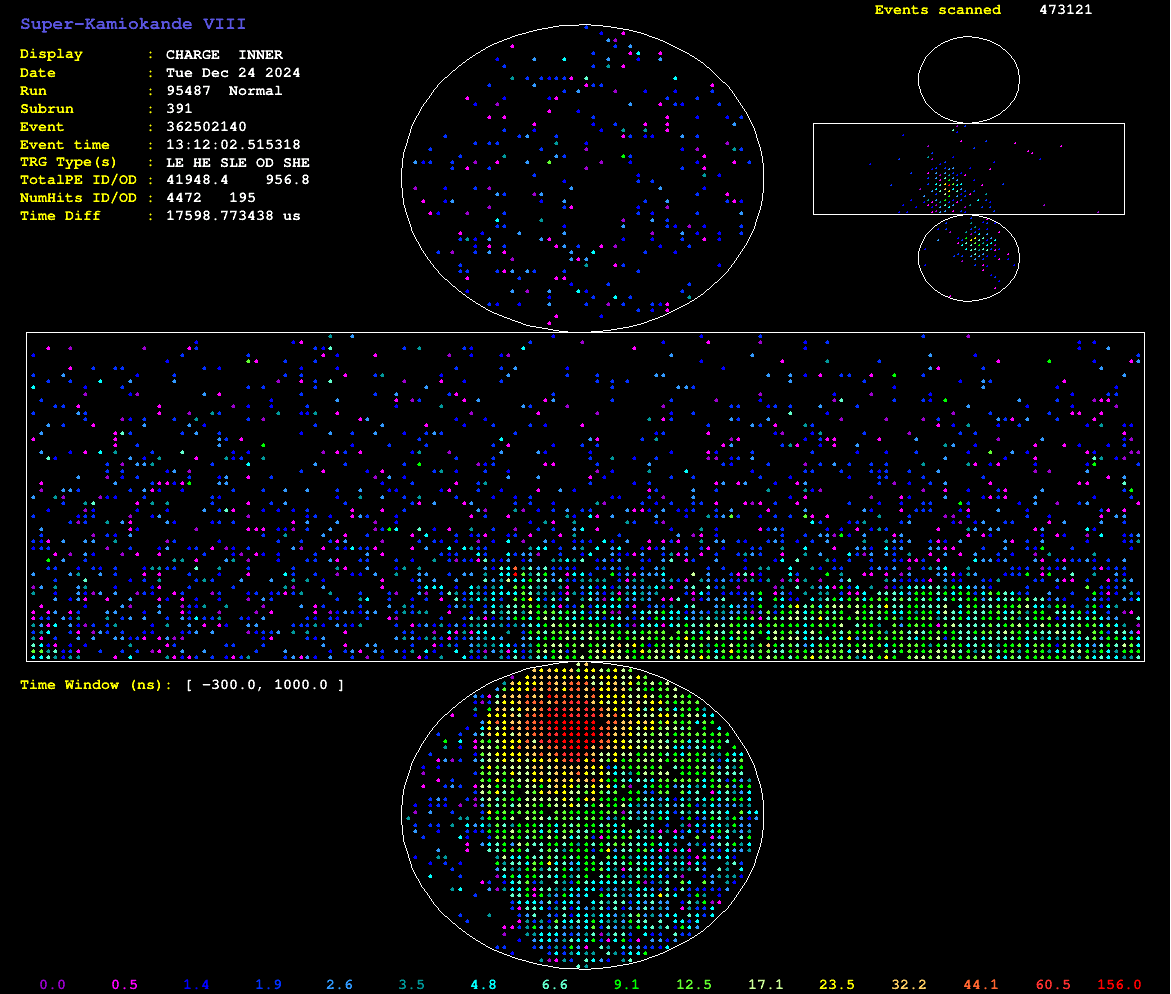 Super-Kamiokande VIII
Events scanned 473121
Display : CHARGE INNER
Date : Tue Dec 24 2024
Run : 95487 Normal
Subrun : 391
Event : 362502140
Event time : 13:12:02.515318
TRG Type(s) : LE HE SLE OD SHE
TotalPE ID/OD : 41948.4 956.8
NumHits ID/OD : 4472 195
Time Diff : 17598.773438 us
Time Window (ns): [ -300.0, 1000.0 ]
0.0 0.5 1.4 1.9 2.6 3.5 4.8 6.6 9.1 12.5 17.1 23.5 32.2 44.1 60.5 156.0